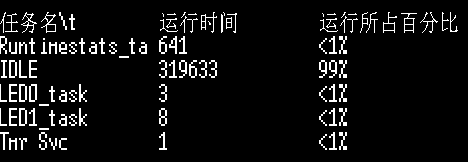 任务名\t 运行时间 运行所占百分比
Runtimestats_ta 641 <1%
IDLE 319633 99%
LED0_task 3 <1%
LED1_task 8 <1%
Tmr Svc 1 <1%